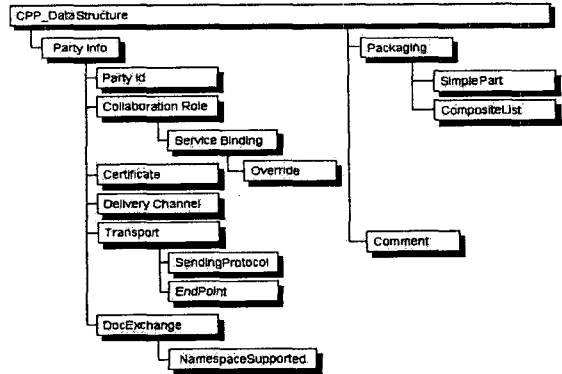 CPP_DataStructure
Party Info
Party Id
Collaboration Role
Service Binding
Override
Certificate
Delivery Channel
Transport
SendingProtocol
EndPoint
DocExchange
NamespaceSupported
Packaging
SimplePart
CompositeList
Comment